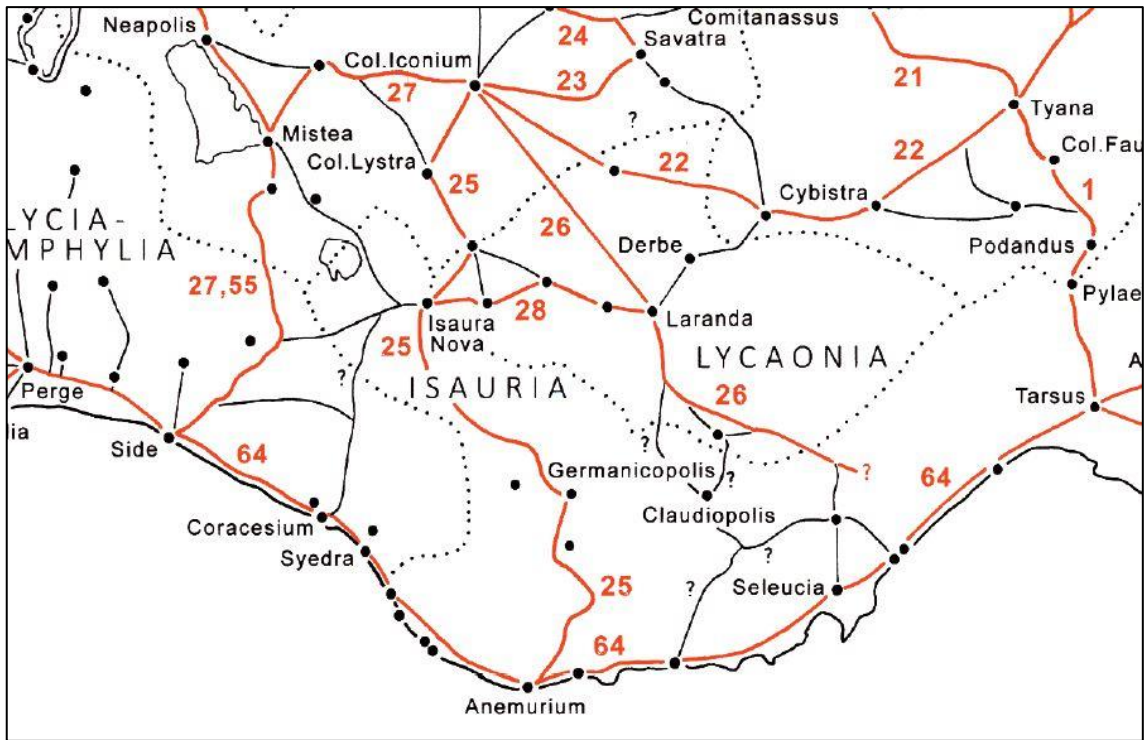 Comitanassus
24
Neapolis
Savatra
Col.Iconium
23
21
27
Tyana
?
Mistea
Col.Lystra
Col.Fau
22
22
25
1
Cybistra
26
LYCIA-
MPHYLIA
Derbe
Podandus
27,55
28
Pylae
Isaura
Nova
Laranda
25
LYCAONIA
?
ISAURIA
Perge
26
A
Tarsus
lia
Side
?
64
Germanicopolis
?
?
64
Claudiopolis
Coracesium
Syedra
?
25
?
Seleucia
64
Anemurium